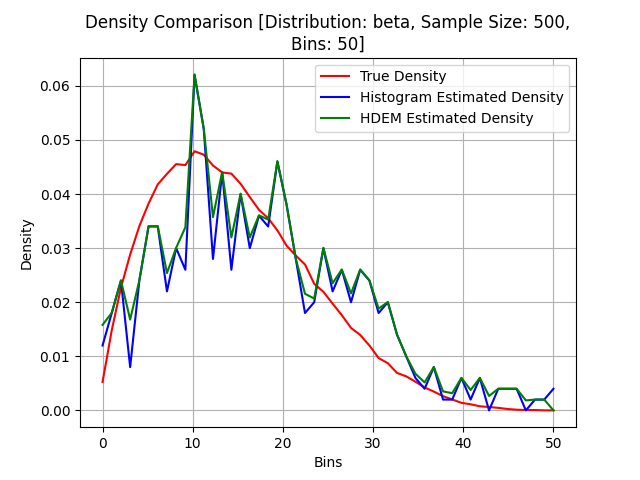 Density Comparison [Distribution: beta, Sample Size: 500,
Bins: 50]
True Density
Histogram Estimated Density
HDEM Estimated Density
0.06
0.05
0.04
0.03
0.02
0.01
0.00
Density
0 10 20 30 40 50
Bins